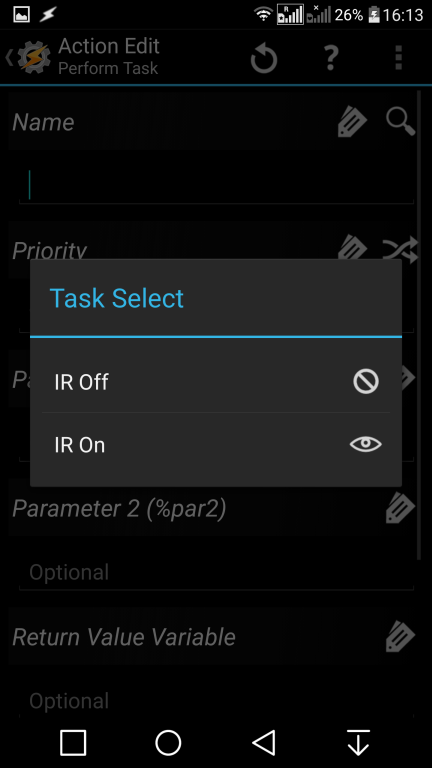 R x 26% 16:13
Action Edit
Perform Task
?
Name
Priority
Task Select
IR Off
IR On
Parameter 2 (%par2)
Optional
Return Value Variable
Optional